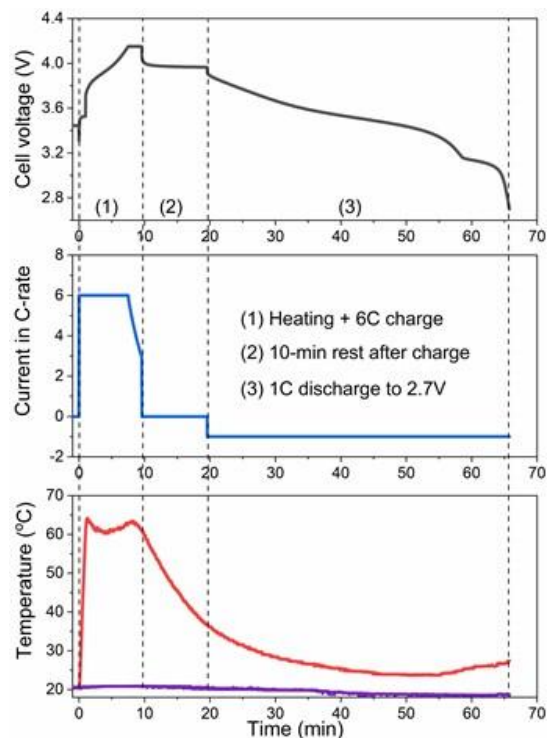 Cell voltage (V)
4.4
4.0
3.6
3.2
2.8
(1)
(2)
(3)
0 10 20 30 40 50 60 70
Current in C-rate
8
6
4
2
0
-2
(1) Heating + 6C charge
(2) 10-min rest after charge
(3) 1C discharge to 2.7V
0 10 20 30 40 50 60 70
Temperature (ºC)
70
60
50
40
30
20
0 10 20 30 40 50 60 70
Time (min)